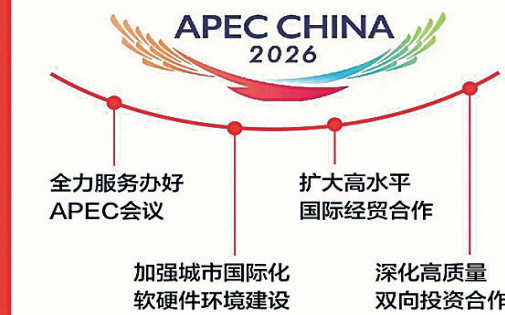 APEC CHINA
2026
全力服务办好
APEC会议
加强城市国际化
软硬件环境建设
扩大高水平
国际经贸合作
深化高质量
双向投资合作